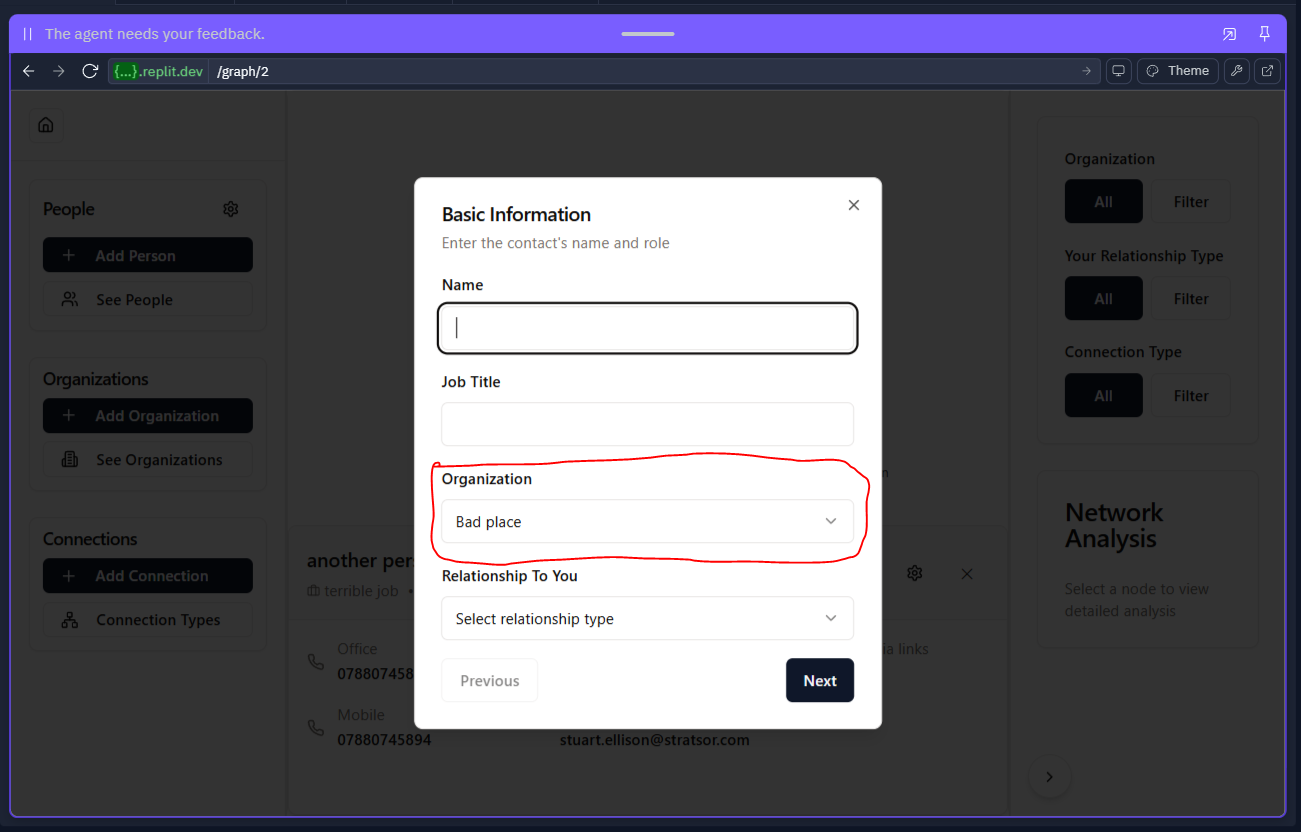 The agent needs your feedback.
{...}.replit.dev /graph/2
Theme
People
Add Person
See People
Organizations
Add Organization
See Organizations
Connections
Add Connection
Connection Types
Basic Information
Enter the contact's name and role
Name
Job Title
Organization
Bad place
Relationship To You
Select relationship type
Previous
Next
another per
terrible job •
Office
078807458
Mobile
07880745894
stuart.ellison@stratsor.com
links
Organization
All
Filter
Your Relationship Type
All
Filter
Connection Type
All
Filter
Network
Analysis
Select a node to view
detailed analysis